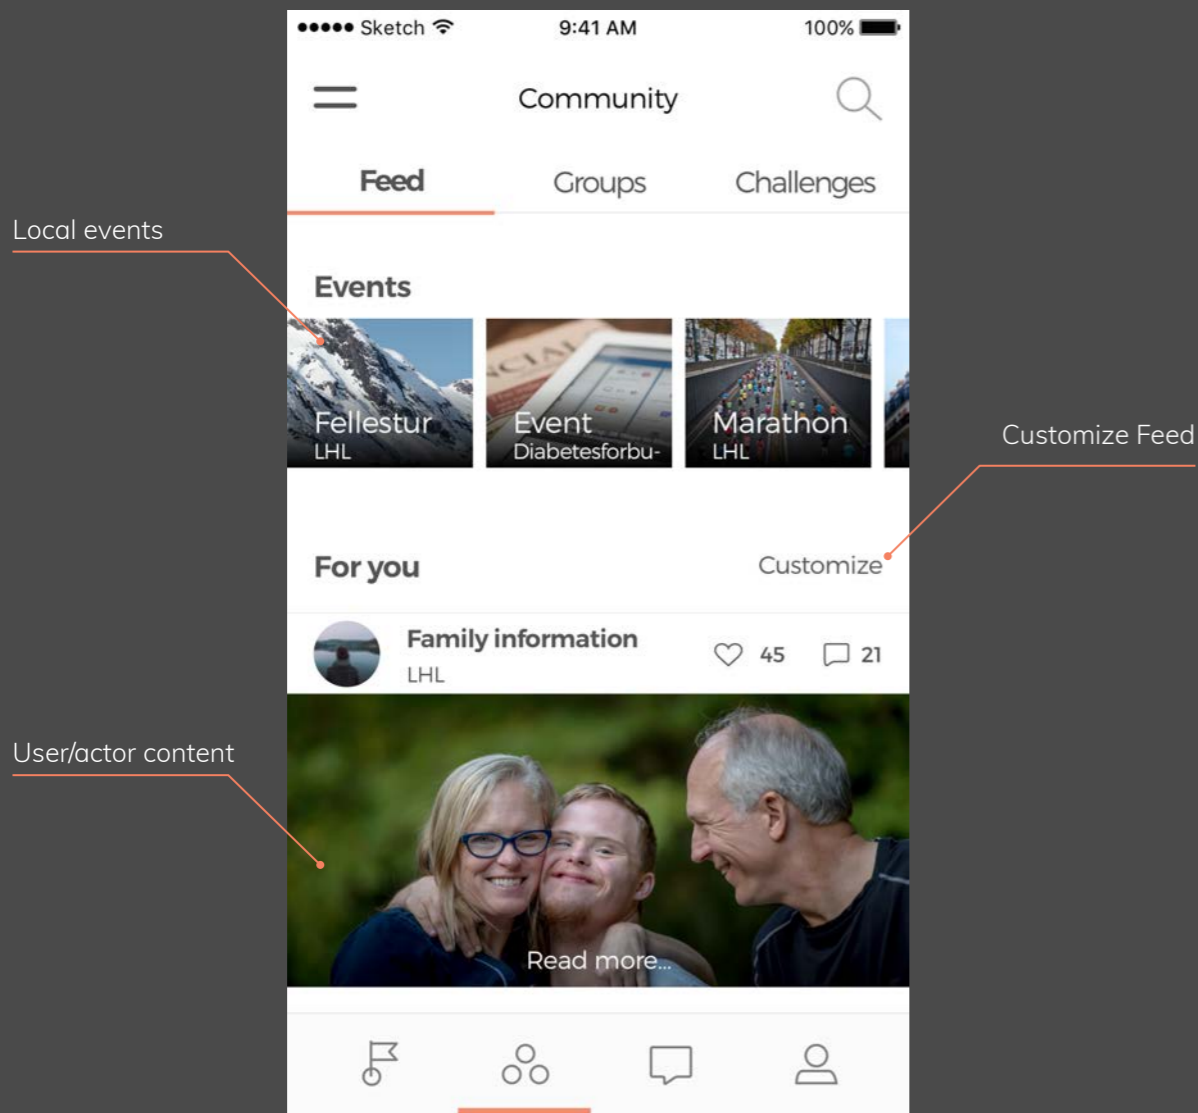 Sketch
9:41 AM
100%
Community
Feed
Groups
Challenges
Local events
Events
CIAL
Fellestur
LHL
Event
Diabetesforbu-
Marathon
LHL
Customize Feed
For you
Customize
Family information
LHL
45
21
User/actor content
Read more...